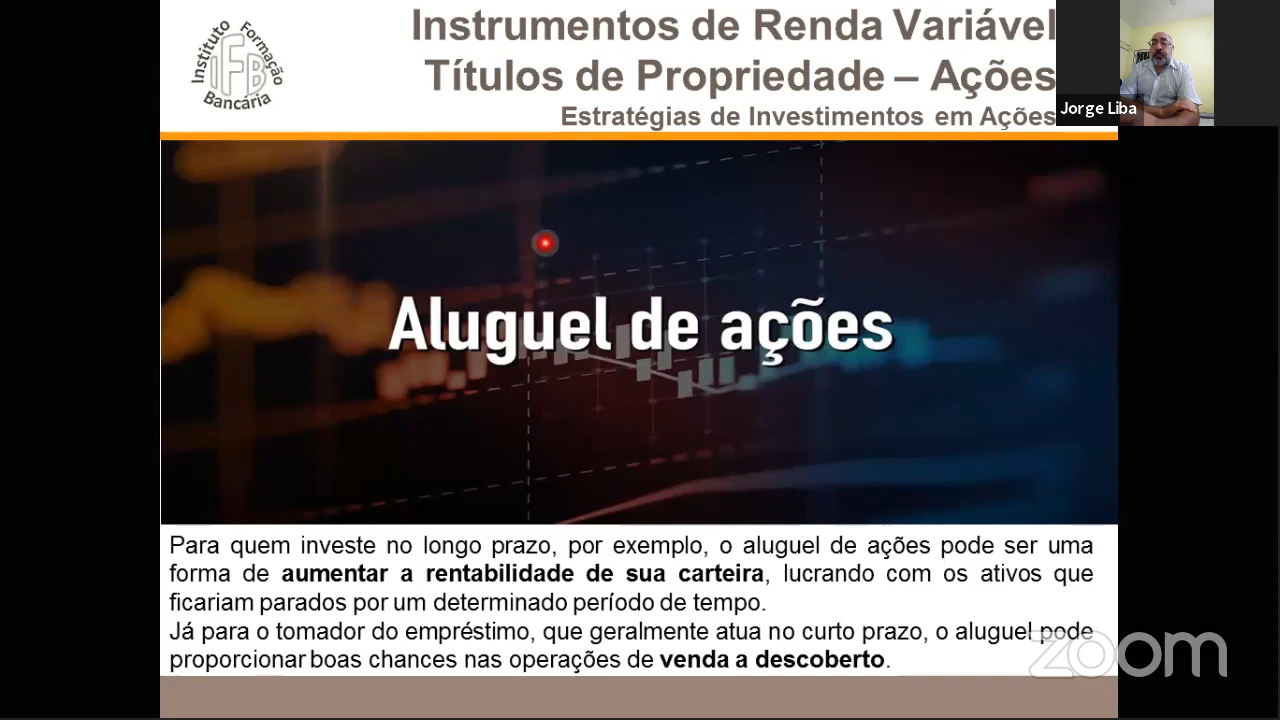 Instituto Formação
IFB
Bancária
Instrumentos de Renda Variável
Títulos de Propriedade – Ações
Estratégias de Investimentos em Ações
Jorge Liba
Aluguel de ações
Para quem investe no longo prazo, por exemplo, o aluguel de ações pode ser uma
forma de aumentar a rentabilidade de sua carteira, lucrando com os ativos que
ficariam parados por um determinado período de tempo.
Já para o tomador do empréstimo, que geralmente atua no curto prazo, o aluguel pode
proporcionar boas chances nas operações de venda a descoberto.
zoom